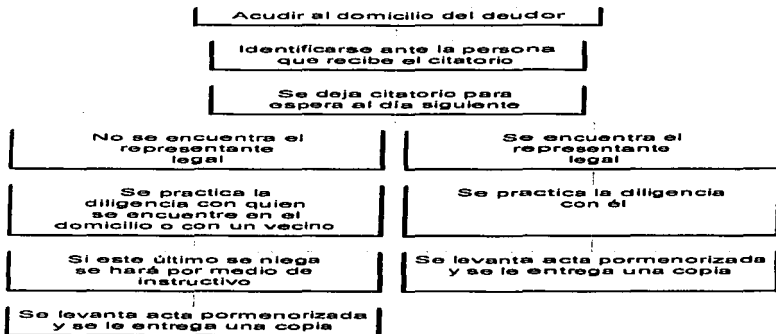 Acudir al domicilio del deudor
Identificarse ante la persona
que recibe el citatorio
Se deja citatorio para
espera al día siguiente
No se encuentra el
representante
legal
Se encuentra el
representante
legal
Se practica la
diligencia con quien
se encuentre en el
domicilio o con un vecino
Se practica la diligencia
con él
Si este último se niega
se hará por medio de
instructivo
Se levanta acta pormenorizada
y se le entrega una copia
Se levanta acta pormenorizada
y se le entrega una copia